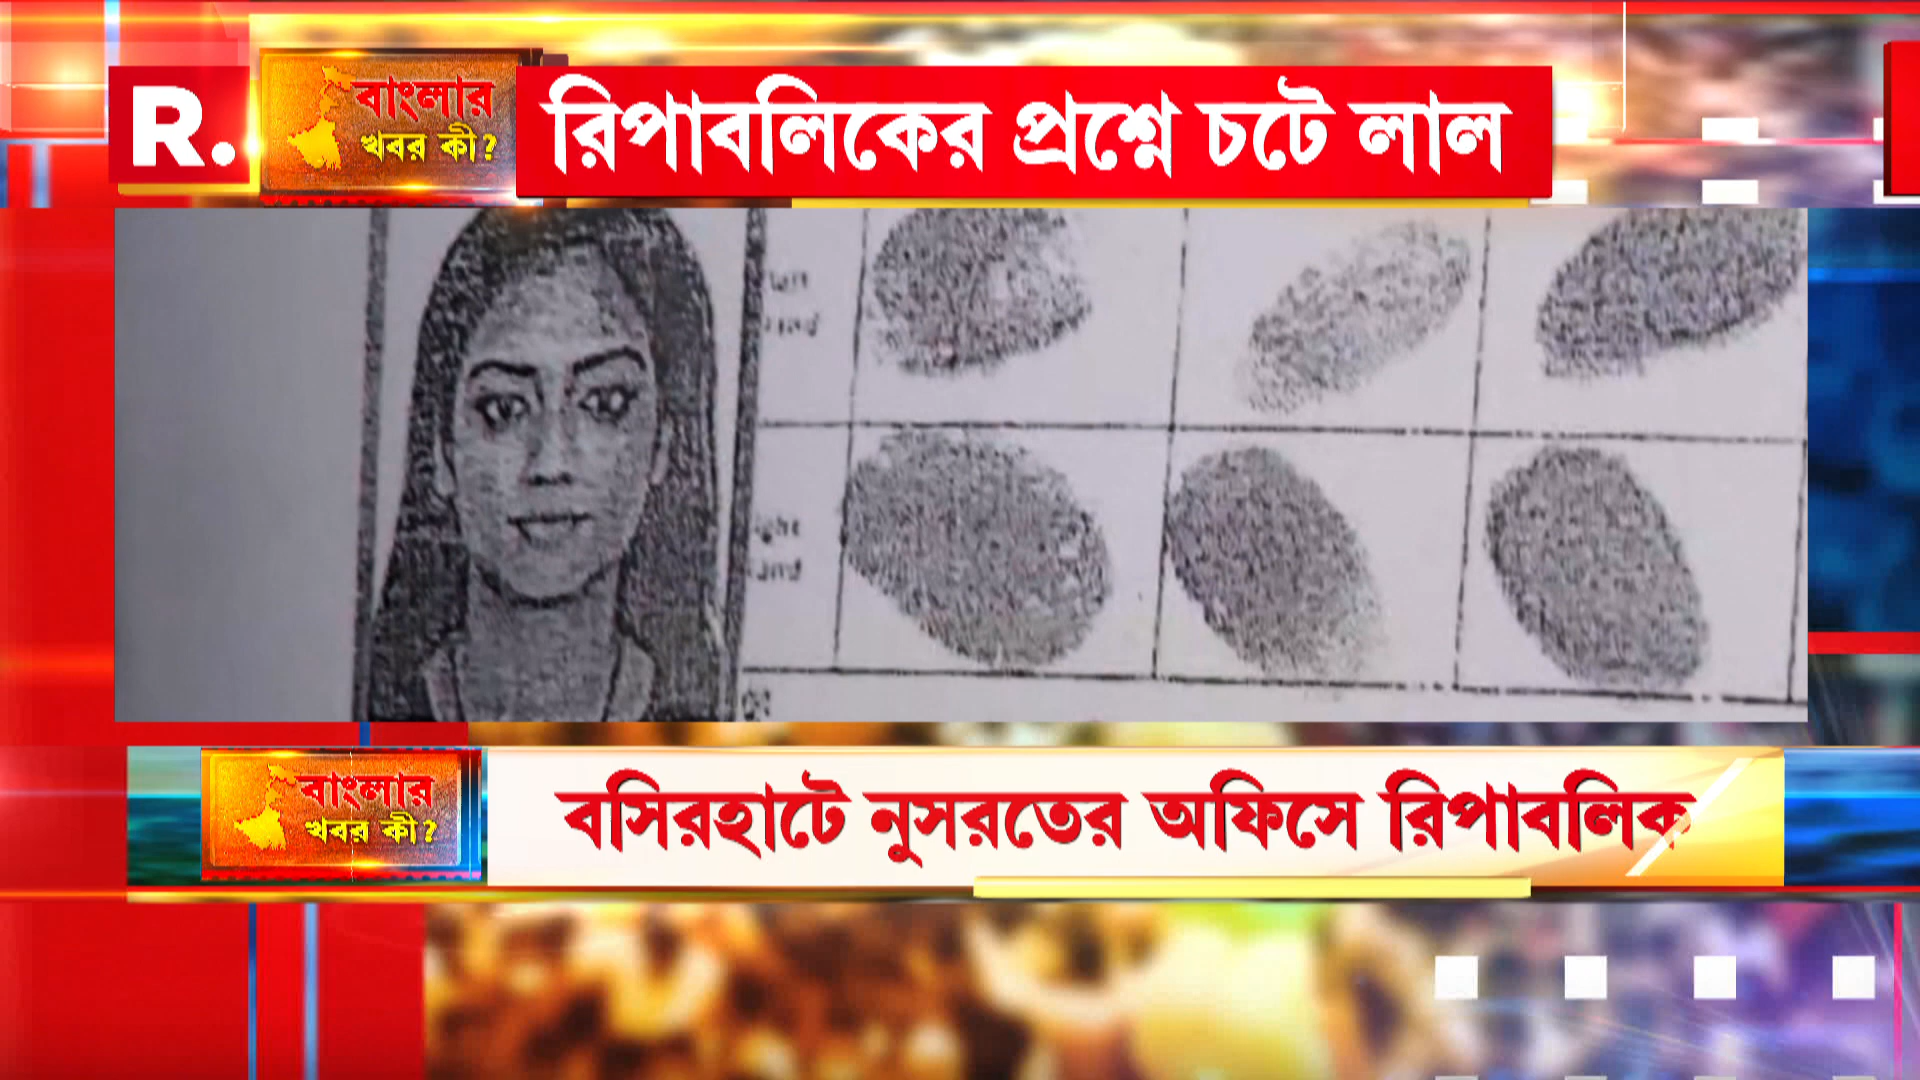 R.
বাংলার
খবর কী?
রিপাবলিকের প্রশ্নে চটে লাল
বাংলার
খবর কী?
বসিরহাটে নুসরতের অফিসে রিপাবলিক